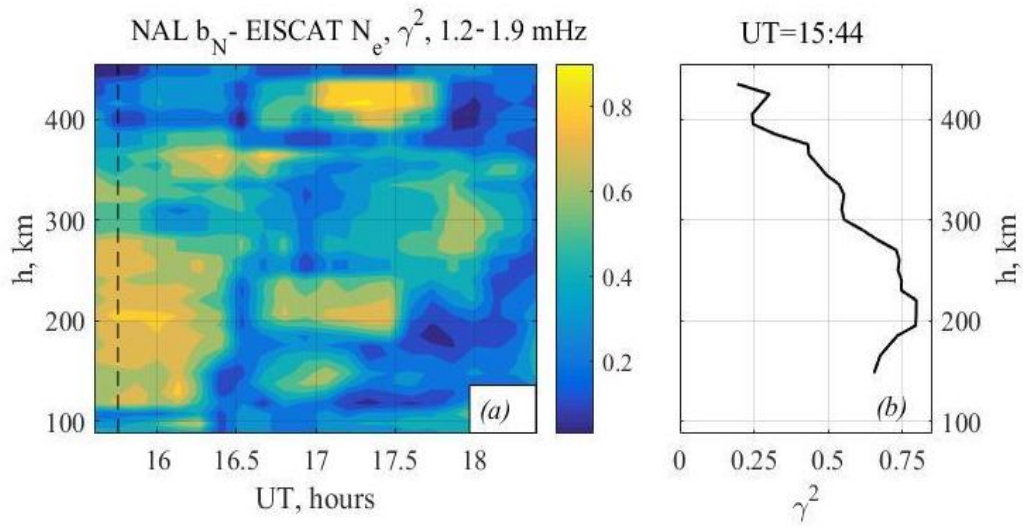 NAL b_N - EISCAT N_e, γ², 1.2-1.9 mHz
UT=15:44
400
300
200
100
h, km
16
16.5
17
17.5
18
UT, hours
(a)
0.8
0.6
0.4
0.2
400
300
200
100
h, km
0
0.25
0.5
0.75
γ²
(b)